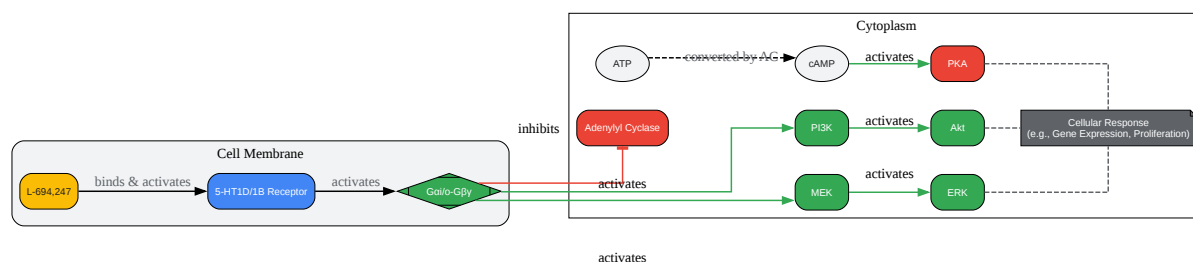 Cytoplasm
ATP
converted by AC
cAMP
activates
PKA
inhibits
Adenylyl Cyclase
PI3K
activates
Akt
Cellular Response
(e.g., Gene Expression, Proliferation)
Cell Membrane
L-694,247
binds & activates
5-HT1D/1B Receptor
activates
Gαi/o-Gβγ
activates
MEK
activates
ERK
activates